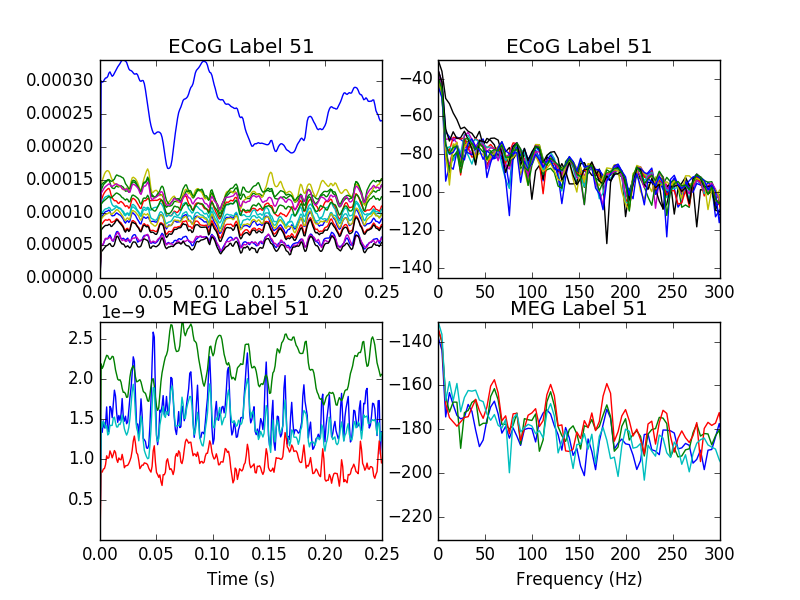 ECoG Label 51
ECoG Label 51
0.00030
0.00025
0.00020
0.00015
0.00010
0.00005
0.00000
0.00 0.05 0.10 0.15 0.20 0.25
−40
−60
−80
−100
−120
−140
0 50 100 150 200 250 300
MEG Label 51
MEG Label 51
1e−9
2.5
2.0
1.5
1.0
0.5
0.00 0.05 0.10 0.15 0.20 0.25
Time (s)
−140
−160
−180
−200
−220
0 50 100 150 200 250 300
Frequency (Hz)